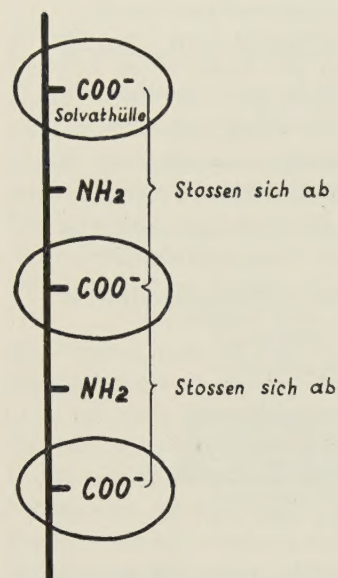 COO⁻
Solvathülle
NH₂ Stossen sich ab
COO⁻
NH₂ Stossen sich ab
COO⁻